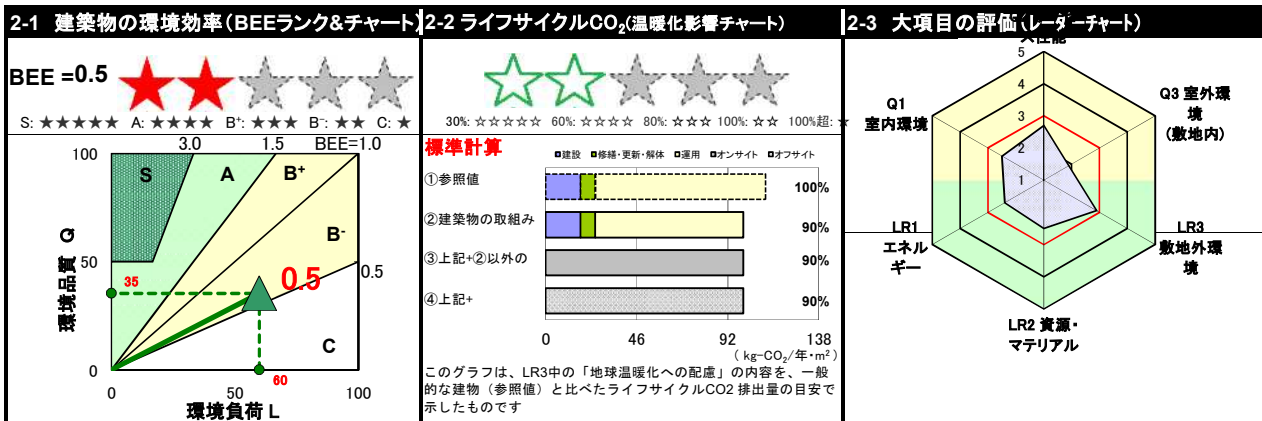 2-1 建築物の環境効率(BEEランク&チャート)
BEE =0.5
S: ★★★★★ A: ★★★★ B⁺: ★★★ B⁻: ★★ C: ★
3.0 1.5 BEE=1.0
100
S A B⁺
B⁻
50
0.5
35
0.5
C
環境品質 Q
0
60
0 50 100
環境負荷 L
2-2 ライフサイクルCO₂(温暖化影響チャート)
30%: ☆☆☆☆☆ 60%: ☆☆☆☆ 80%: ☆☆☆ 100%: ☆☆ 100%超: ☆
標準計算
建設 修繕・更新・解体 運用 オンサイト オフサイト
①参照値 100%
②建築物の取組み 90%
③上記+②以外の 90%
④上記+ 90%
0 46 92 138
( kg-CO₂/年・m² )
このグラフは、LR3中の「地球温暖化への配慮」の内容を、一般
的な建物(参照値)と比べたライフサイクルCO2 排出量の目安で
示したものです
2-3 大項目の評価(レーダーチャート)
5
4
3
2
1
Q1
室内環境
Q3 室外環
境
(敷地内)
LR1
エネル
ギー
LR3
敷地外環
境
LR2 資源・
マテリアル